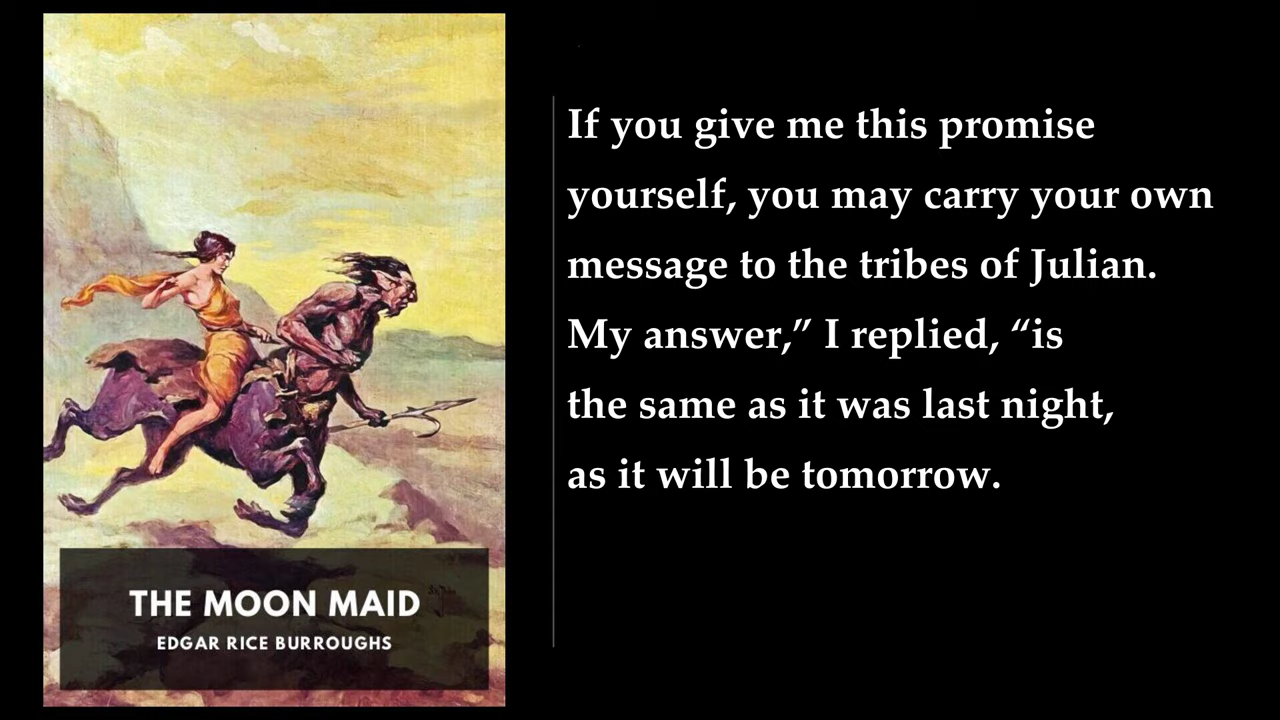 THE MOON MAID
EDGAR RICE BURROUGHS
If you give me this promise
yourself, you may carry your own
message to the tribes of Julian.
My answer,” I replied, “is
the same as it was last night,
as it will be tomorrow.